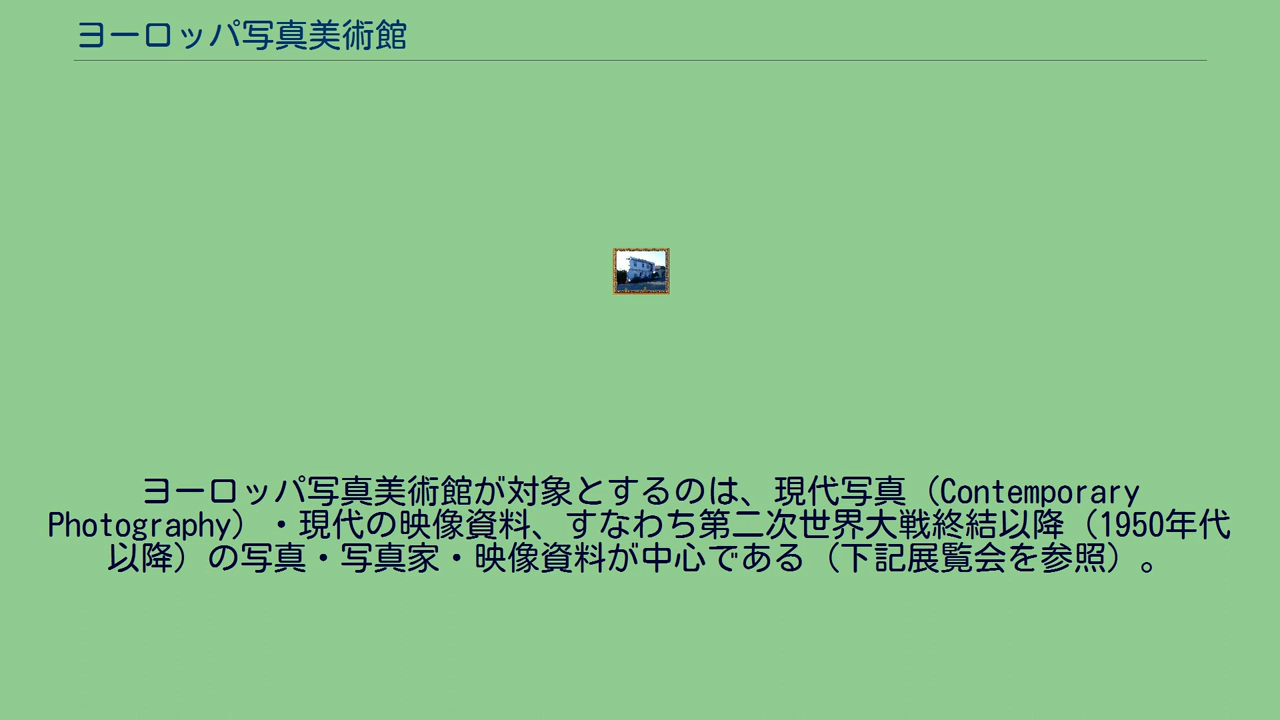 ヨーロッパ写真美術館
ヨーロッパ写真美術館が対象とするのは、現代写真（Contemporary
Photography）・現代の映像資料、すなわち第二次世界大戦終結以降（1950年代
以降）の写真・写真家・映像資料が中心である（下記展覧会を参照）。